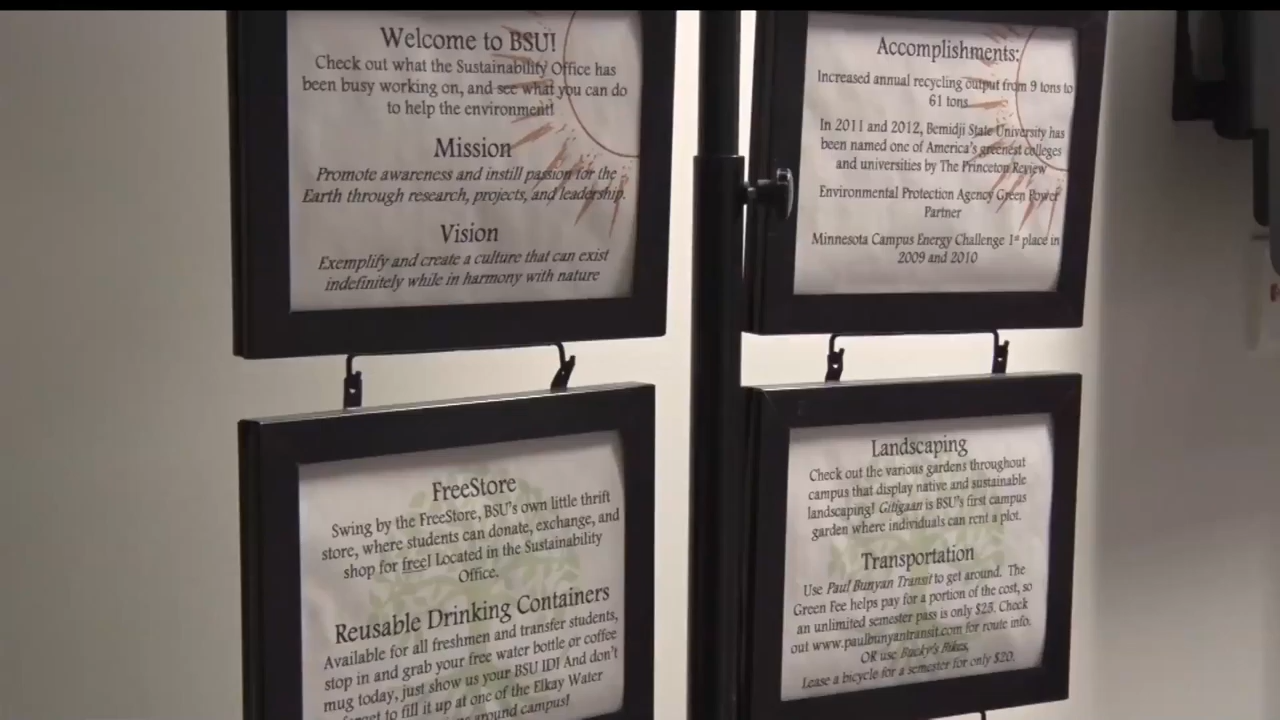 Welcome to BSU!
Check out what the Sustainability Office has
been busy working on, and see what you can do
to help the environment!
Mission
Promote awareness and instill passion for the
Earth through research, projects, and leadership.
Vision
Exemplify and create a culture that can exist
indefinitely while in harmony with nature
Accomplishments:
Increased annual recycling output from 9 tons to
61 tons
In 2011 and 2012, Bemidji State University has
been named one of America's greenest colleges
and universities by The Princeton Review
Environmental Protection Agency Green Power
Partner
Minnesota Campus Energy Challenge 1st place in
2009 and 2010
FreeStore
Swing by the FreeStore, BSU's own little thrift
store, where students can donate, exchange, and
shop for free! Located in the Sustainability
Office.
Reusable Drinking Containers
Available for all freshmen and transfer students,
stop in and grab your free water bottle or coffee
mug today, just show us your BSU ID! And don't
to fill it up at one of the Elkay Water
around campus!
Landscaping
Check out the various gardens throughout
campus that display native and sustainable
landscaping! Gitigaan is BSU's first campus
garden where individuals can rent a plot.
Transportation
Use Paul Bunyan Transit to get around. The
Green Fee helps pay for a portion of the cost, so
an unlimited semester pass is only $25. Check
out www.paulbunyantransit.com for route info.
OR use Bucky's Bikes,
Lease a bicycle for a semester for only $20.